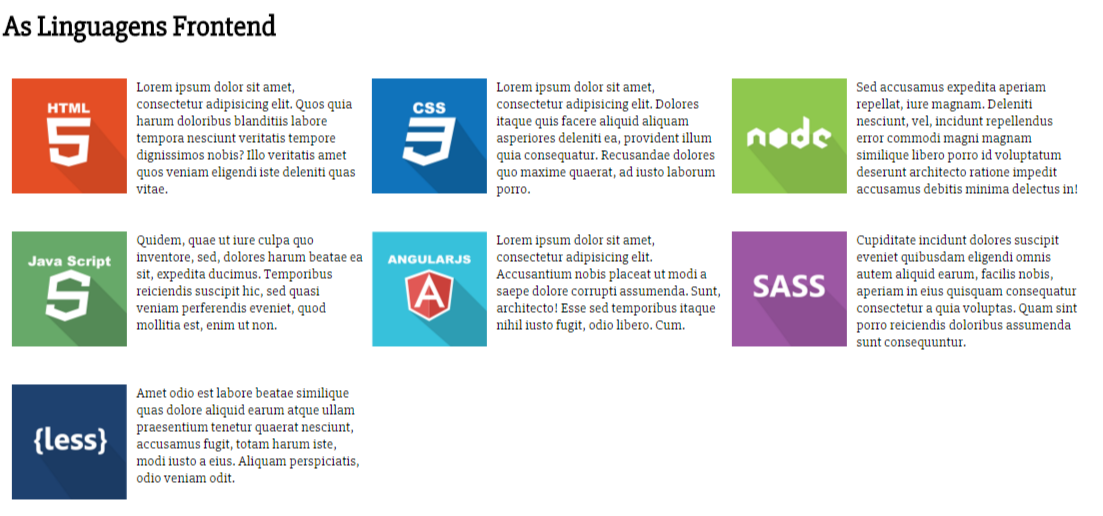 As Linguagens Frontend
HTML
5
Lorem ipsum dolor sit amet,
consectetur adipisicing elit. Quos quia
harum doloribus blanditiis labore
tempora nesciunt veritatis tempore
dignissimos nobis? Illo veritatis amet
quos veniam eligendi iste deleniti quas
vitae.
CSS
3
Lorem ipsum dolor sit amet,
consectetur adipisicing elit. Dolores
itaque quis facere aliquid aliquam
asperiores deleniti ea, provident illum
quia consequatur. Recusandae dolores
quo maxime quaerat, ad iusto laborum
porro.
node
Sed accusamus expedita aperiam
repellat, iure magnam. Deleniti
nesciunt, vel, incidunt repellendus
error commodi magni magnam
similique libero porro id voluptatum
deserunt architecto ratione impedit
accusamus debitis minima delectus in!
Java Script
S
Quidem, quae ut iure culpa quo
inventore, sed, dolores harum beatae ea
sit, expedita ducimus. Temporibus
reiciendis suscipit hic, sed quasi
veniam perferendis eveniet, quod
mollitia est, enim ut non.
ANGULARJS
A
Lorem ipsum dolor sit amet,
consectetur adipisicing elit.
Accusantium nobis placeat ut modi a
saepe dolore corrupti assumenda. Sunt,
architecto! Esse sed temporibus itaque
nihil iusto fugit, odio libero. Cum.
SASS
Cupiditate incidunt dolores suscipit
eveniet quibusdam eligendi omnis
autem aliquid earum, facilis nobis,
aperiam in eius quisquam consequatur
consectetur a quia voluptas. Quam sint
porro reiciendis doloribus assumenda
sunt consequuntur.
{less}
Amet odio est labore beatae similique
quas dolore aliquid earum atque ullam
praesentium tenetur quaerat nesciunt,
accusamus fugit, totam harum iste,
modi iusto a eius. Aliquam perspiciatis,
odio veniam odit.